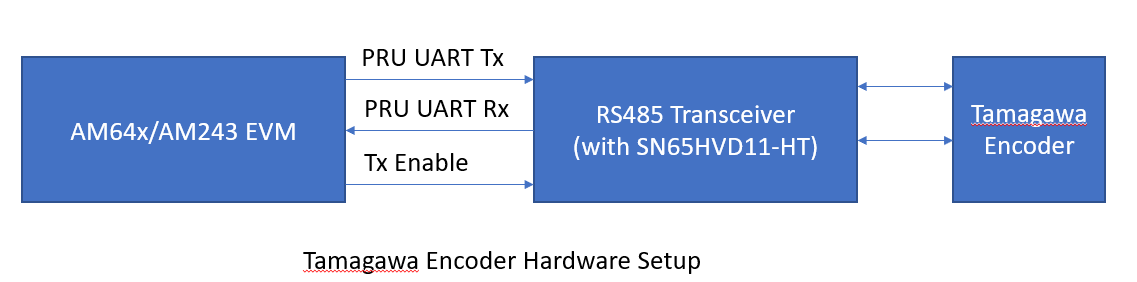 PRU UART Tx
AM64x/AM243 EVM
PRU UART Rx
Tx Enable
RS485 Transceiver
(with SN65HVD11-HT)
Tamagawa
Encoder
Tamagawa Encoder Hardware Setup